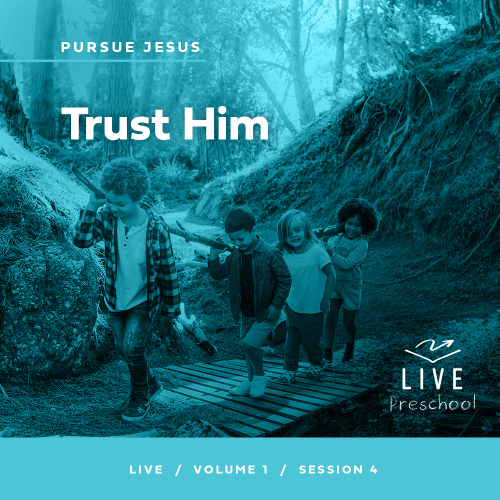 PURSUE JESUS
Trust Him
LIVE
Preschool
LIVE / VOLUME 1 / SESSION 4